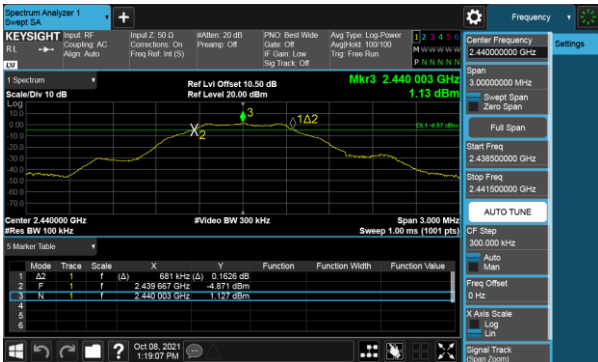 Spectrum Analyzer 1
Swept SA
Frequency
KEYSIGHT
RL
LXI
Input: RF
Coupling: AC
Align: Auto
Input Z: 50 Ω
Corrections: On
Freq Ref: Int (S)
#Atten: 20 dB
Preamp: Off
PNO: Best Wide
Gate: Off
IF Gain: Low
Sig Track: Off
Avg Type: Log-Power
Avg|Hold: 100/100
Trig: Free Run
1 2 3 4 5 6
M W W W W W
P N N N N N
1 Spectrum
Scale/Div 10 dB
Ref Lvl Offset 10.50 dB
Ref Level 20.00 dBm
Mkr3 2.440 003 GHz
1.13 dBm
Log
10.0
0.00
-10.0
-20.0
-30.0
-40.0
-50.0
-60.0
-70.0
3
1Δ2
X2
DL1 -4.87 dBm
Center 2.440000 GHz
#Res BW 100 kHz
#Video BW 300 kHz
Span 3.000 MHz
Sweep 1.00 ms (1001 pts)
5 Marker Table
Mode Trace Scale X Y Function Function Width Function Value
1 Δ2 1 f (Δ) 681 kHz (Δ) 0.1626 dB
2 F 1 f 2.439 667 GHz -4.871 dBm
3 N 1 f 2.440 003 GHz 1.127 dBm
4
5
6
Oct 08, 2021
1:19:07 PM
Center Frequency
2.440000000 GHz
Settings
Span
3.00000000 MHz
Swept Span
Zero Span
Full Span
Start Freq
2.438500000 GHz
Stop Freq
2.441500000 GHz
AUTO TUNE
CF Step
300.000 kHz
Auto
Man
Freq Offset
0 Hz
X Axis Scale
Log
Lin
Signal Track
(Span Zoom)